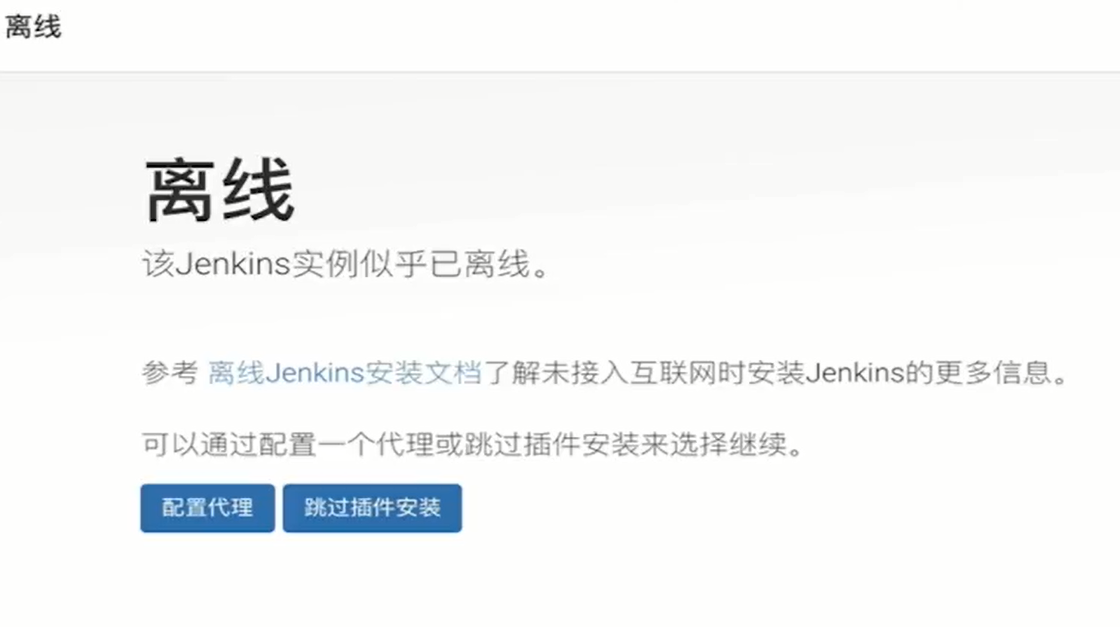 离线
离线
该Jenkins实例似乎已离线。
参考 离线Jenkins安装文档了解未接入互联网时安装Jenkins的更多信息。
可以通过配置一个代理或跳过插件安装来选择继续。
配置代理 跳过插件安装